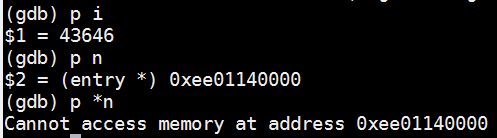 (gdb) p i
$1 = 43646
(gdb) p n
$2 = (entry *) 0xee01140000
(gdb) p *n
Cannot access memory at address 0xee01140000